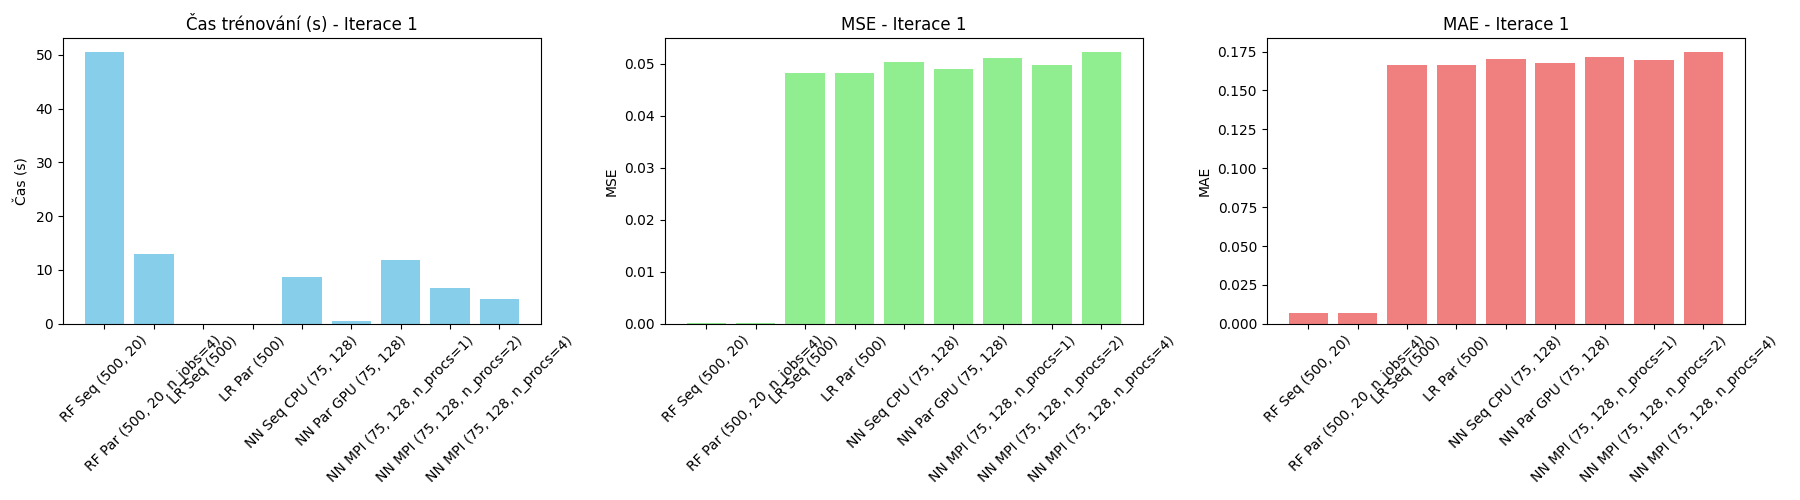 Čas trénování (s) - Iterace 1
Čas (s)
50
40
30
20
10
0
RF Seq (500, 20)
RF Par (500, 20, n_jobs=4)
LR Seq (500)
LR Par (500)
NN Seq CPU (75, 128)
NN Par GPU (75, 128)
NN MPI (75, 128, n_procs=1)
NN MPI (75, 128, n_procs=2)
NN MPI (75, 128, n_procs=4)
MSE - Iterace 1
MSE
0.05
0.04
0.03
0.02
0.01
0.00
RF Seq (500, 20)
RF Par (500, 20, n_jobs=4)
LR Seq (500)
LR Par (500)
NN Seq CPU (75, 128)
NN Par GPU (75, 128)
NN MPI (75, 128, n_procs=1)
NN MPI (75, 128, n_procs=2)
NN MPI (75, 128, n_procs=4)
MAE - Iterace 1
MAE
0.175
0.150
0.125
0.100
0.075
0.050
0.025
0.000
RF Seq (500, 20)
RF Par (500, 20, n_jobs=4)
LR Seq (500)
LR Par (500)
NN Seq CPU (75, 128)
NN Par GPU (75, 128)
NN MPI (75, 128, n_procs=1)
NN MPI (75, 128, n_procs=2)
NN MPI (75, 128, n_procs=4)